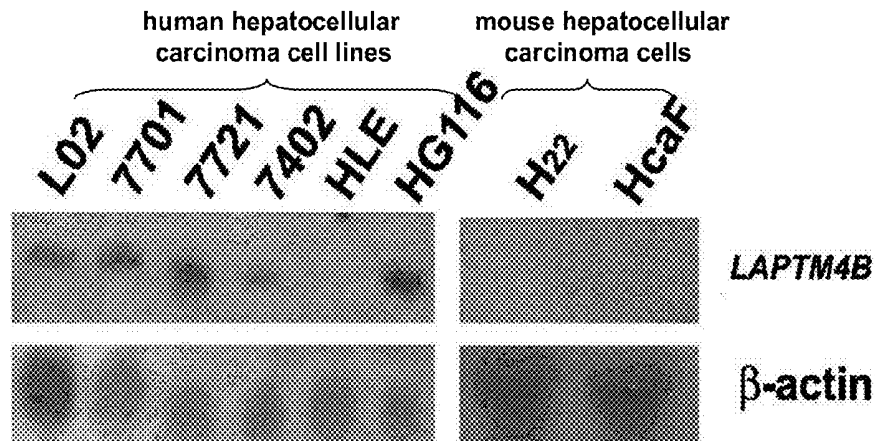 human hepatocellular
carcinoma cell lines
mouse hepatocellular
carcinoma cells
L02
7701
7721
7402
HLE
HG116
H22
HcaF
LAPTM4B
β-actin